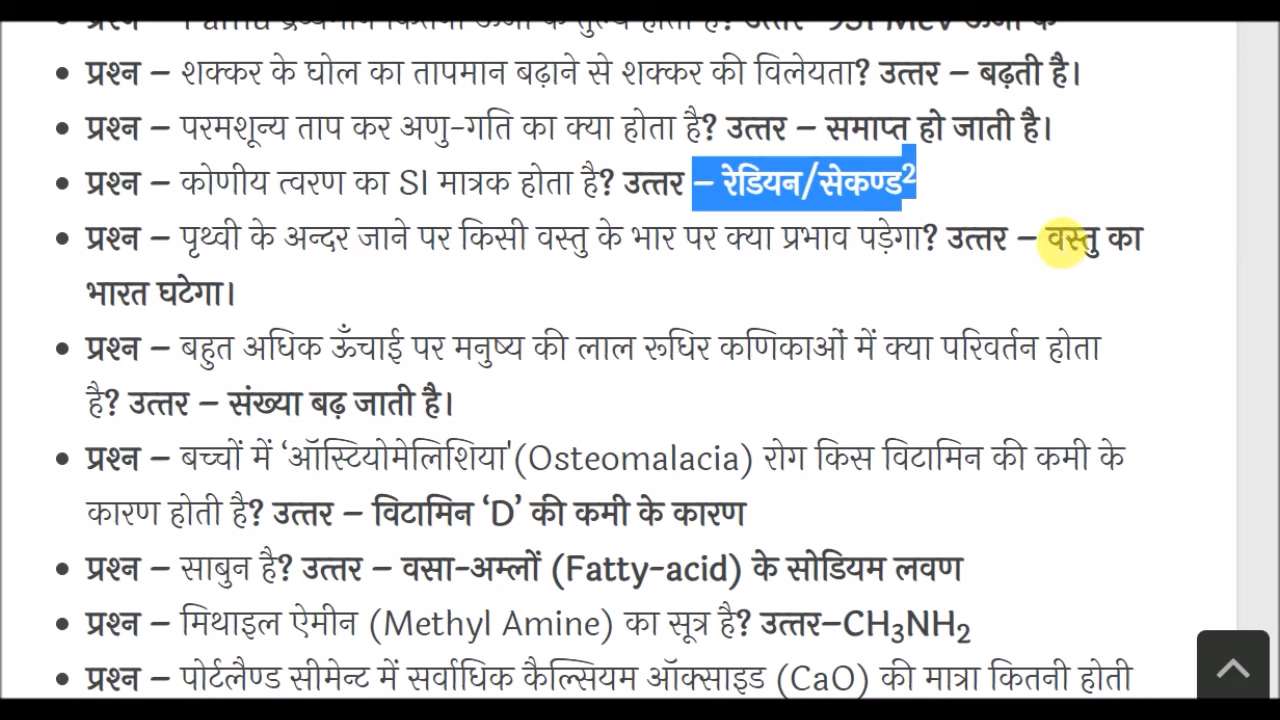 प्रश्न – शक्कर के घोल का तापमान बढ़ाने से शक्कर की विलेयता? उत्तर – बढ़ती है।
प्रश्न – परमशून्य ताप कर अणु-गति का क्या होता है? उत्तर – समाप्त हो जाती है।
प्रश्न – कोणीय त्वरण का SI मात्रक होता है? उत्तर – रेडियन/सेकण्ड²
प्रश्न – पृथ्वी के अन्दर जाने पर किसी वस्तु के भार पर क्या प्रभाव पड़ेगा? उत्तर – वस्तु का
भारत घटेगा।
प्रश्न – बहुत अधिक ऊँचाई पर मनुष्य की लाल रूधिर कणिकाओं में क्या परिवर्तन होता
है? उत्तर – संख्या बढ़ जाती है।
प्रश्न – बच्चों में ‘ऑस्टियोमेलिशिया'(Osteomalacia) रोग किस विटामिन की कमी के
कारण होती है? उत्तर – विटामिन ‘D’ की कमी के कारण
प्रश्न – साबुन है? उत्तर – वसा-अम्लों (Fatty-acid) के सोडियम लवण
प्रश्न – मिथाइल ऐमीन (Methyl Amine) का सूत्र है? उत्तर–CH₃NH₂
प्रश्न – पोर्टलैण्ड सीमेन्ट में सर्वाधिक कैल्सियम ऑक्साइड (CaO) की मात्रा कितनी होती